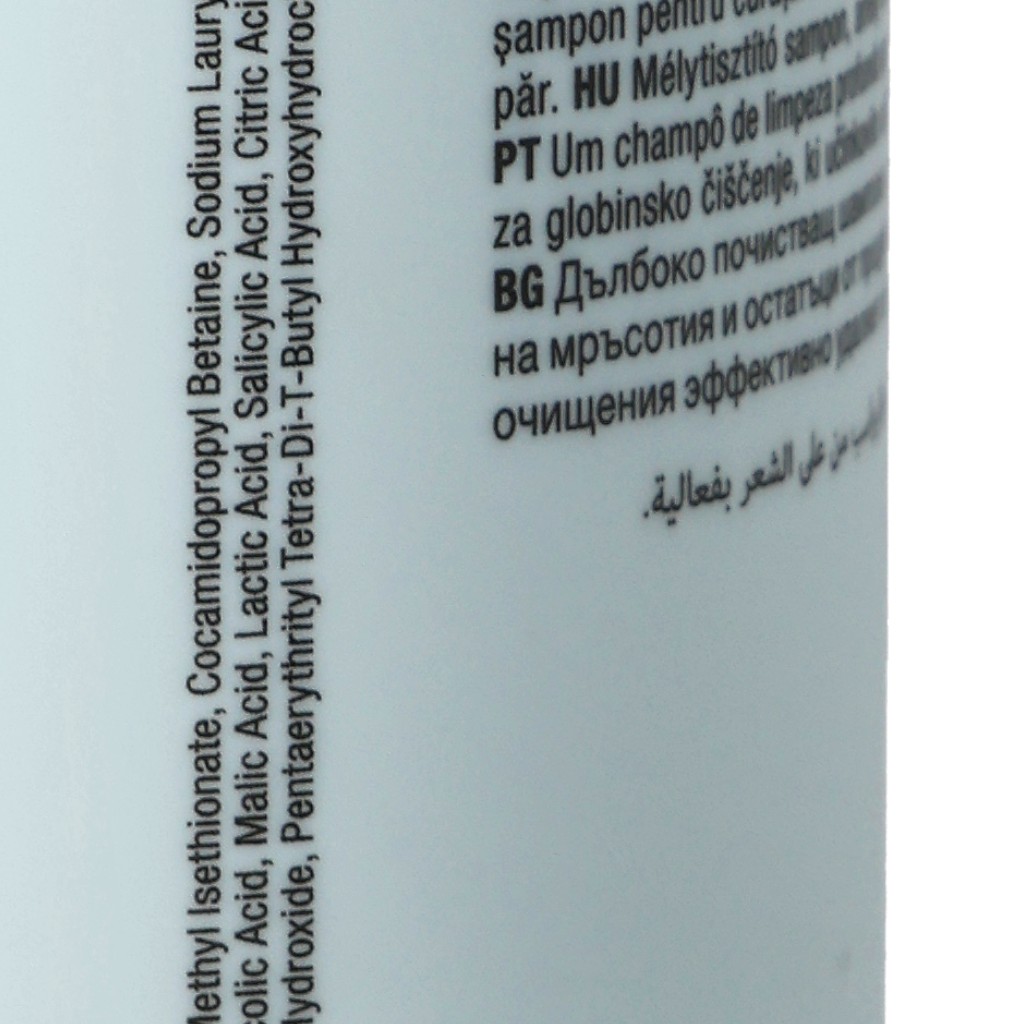 Methyl Isethionate, Cocamidopropyl Betaine, Sodium Laury
colic Acid, Malic Acid, Lactic Acid, Salicylic Acid, Citric Aci
Hydroxide, Pentaerythrityl Tetra-Di-T-Butyl Hydroxyhydroc
șampon pentru
păr. HU Mélytisztító sampon,
PT Um champô de limpeza
za globinsko čiščenje, ki
BG Дълбоко почистващ
на мръсотия и остатъци от
очищения эффективно
من على الشعر بفعالية.